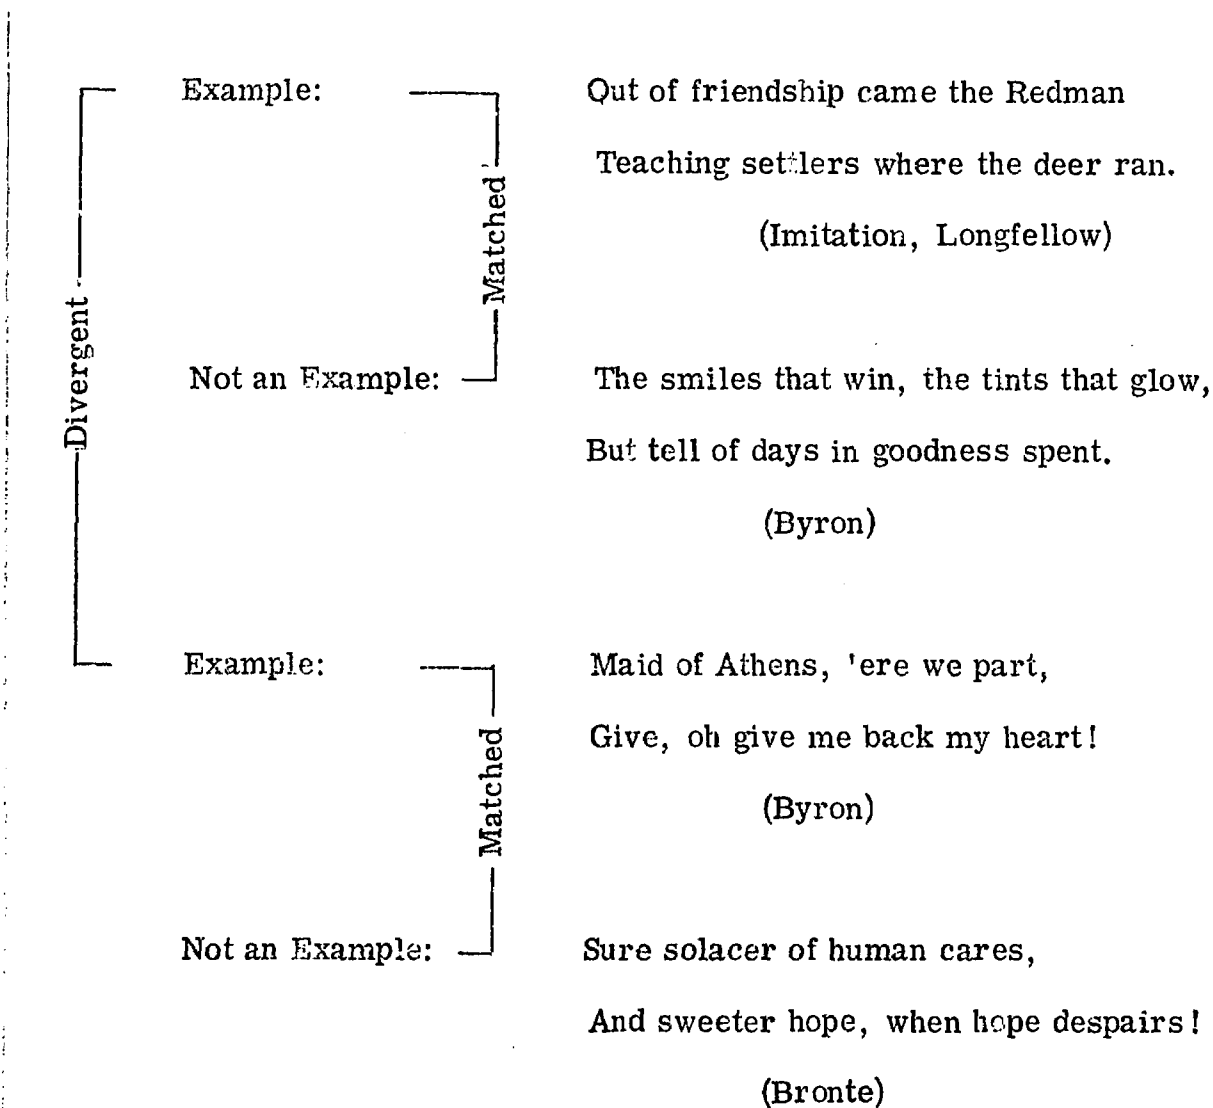 Example:
Out of friendship came the Redman
Teaching settlers where the deer ran.
(Imitation, Longfellow)
Matched
Divergent
Not an Example:
The smiles that win, the tints that glow,
But tell of days in goodness spent.
(Byron)
Example:
Maid of Athens, 'ere we part,
Give, oh give me back my heart!
(Byron)
Matched
Not an Example:
Sure solacer of human cares,
And sweeter hope, when hope despairs!
(Bronte)